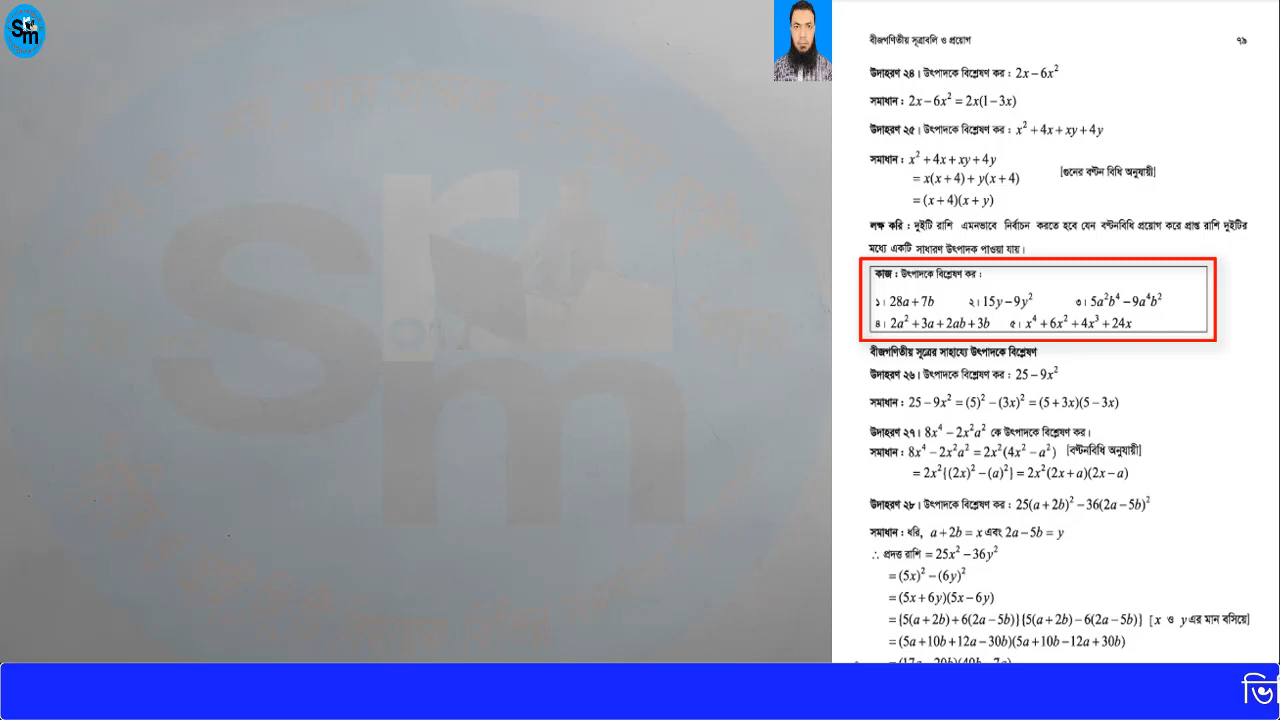 Sm
বীজগণিতীয় সূত্রাবলি ও প্রয়োগ ৭৯
উদাহরণ ২৪। উৎপাদকে বিশ্লেষণ কর : 2x − 6x²
সমাধান : 2x − 6x² = 2x(1 − 3x)
উদাহরণ ২৫। উৎপাদকে বিশ্লেষণ কর : x² + 4x + xy + 4y
সমাধান : x² + 4x + xy + 4y
= x(x + 4) + y(x + 4) [গুনের বণ্টন বিধি অনুযায়ী]
= (x + 4)(x + y)
লক্ষ করি : দুইটি রাশি এমনভাবে নির্বাচন করতে হবে যেন বণ্টনবিধি প্রয়োগ করে প্রাপ্ত রাশি দুইটির
মধ্যে একটি সাধারণ উৎপাদক পাওয়া যায়।
কাজ : উৎপাদকে বিশ্লেষণ কর :
১। 28a + 7b ২। 15y − 9y² ৩। 5a²b⁴ − 9a⁴b²
৪। 2a² + 3a + 2ab + 3b ৫। x⁴ + 6x² + 4x³ + 24x
বীজগণিতীয় সূত্রের সাহায্যে উৎপাদকে বিশ্লেষণ
উদাহরণ ২৬। উৎপাদকে বিশ্লেষণ কর : 25 − 9x²
সমাধান : 25 − 9x² = (5)² − (3x)² = (5 + 3x)(5 − 3x)
উদাহরণ ২৭। 8x⁴ − 2x²a² কে উৎপাদকে বিশ্লেষণ কর।
সমাধান : 8x⁴ − 2x²a² = 2x²(4x² − a²) [বণ্টনবিধি অনুযায়ী]
= 2x²{(2x)² − (a)²} = 2x²(2x + a)(2x − a)
উদাহরণ ২৮। উৎপাদকে বিশ্লেষণ কর : 25(a + 2b)² − 36(2a − 5b)²
সমাধান : ধরি, a + 2b = x এবং 2a − 5b = y
∴ প্রদত্ত রাশি = 25x² − 36y²
= (5x)² − (6y)²
= (5x + 6y)(5x − 6y)
= {5(a + 2b) + 6(2a − 5b)}{5(a + 2b) − 6(2a − 5b)} [x ও y এর মান বসিয়ে]
= (5a + 10b + 12a − 30b)(5a + 10b − 12a + 30b)
= (17a − 20b)(40b − 7a)